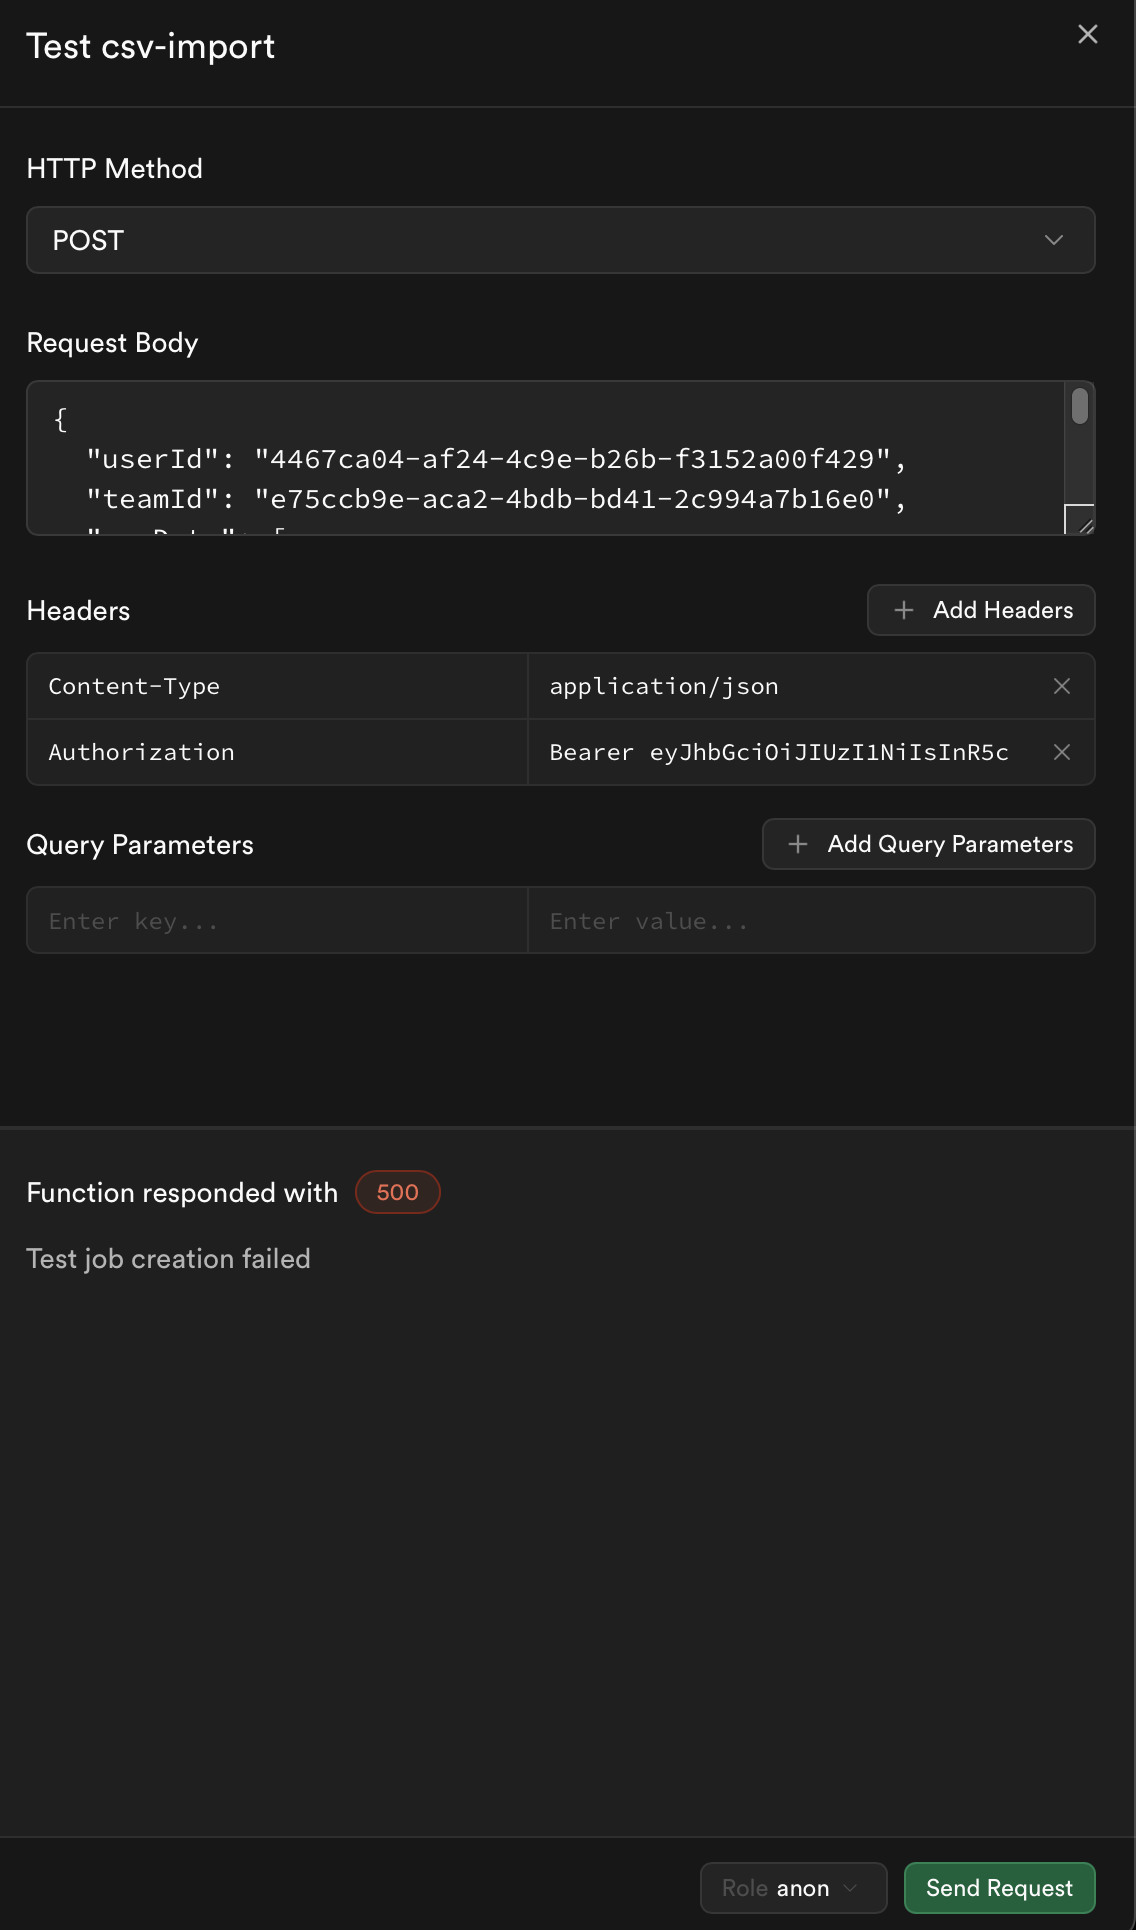 Test csv-import
HTTP Method
POST
Request Body
{
"userId": "4467ca04-af24-4c9e-b26b-f3152a00f429",
"teamId": "e75ccb9e-aca2-4bdb-bd41-2c994a7b16e0",
Headers
Add Headers
Content-Type application/json
Authorization Bearer eyJhbGciOiJIUzI1NiIsInR5c
Query Parameters
Add Query Parameters
Enter key... Enter value...
Function responded with 500
Test job creation failed
Role anon
Send Request